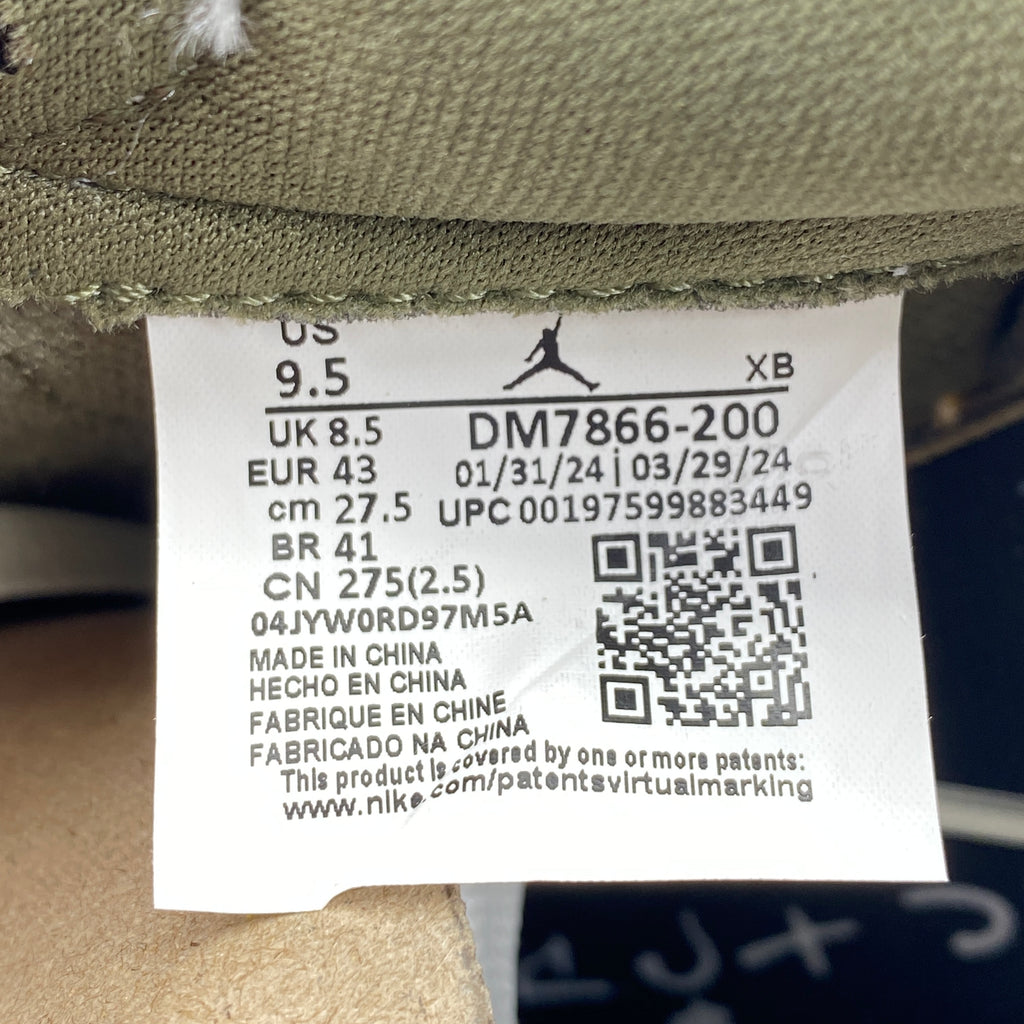 US
9.5
XB
UK 8.5
DM7866-200
EUR 43
01/31/24 | 03/29/24
cm 27.5
UPC 00197599883449
BR 41
CN 275(2.5)
04JYW0RD97M5A
MADE IN CHINA
HECHO EN CHINA
FABRIQUE EN CHINE
FABRICADO NA CHINA
This product is covered by one or more patents:
www.nike.com/patentsvirtualmarking